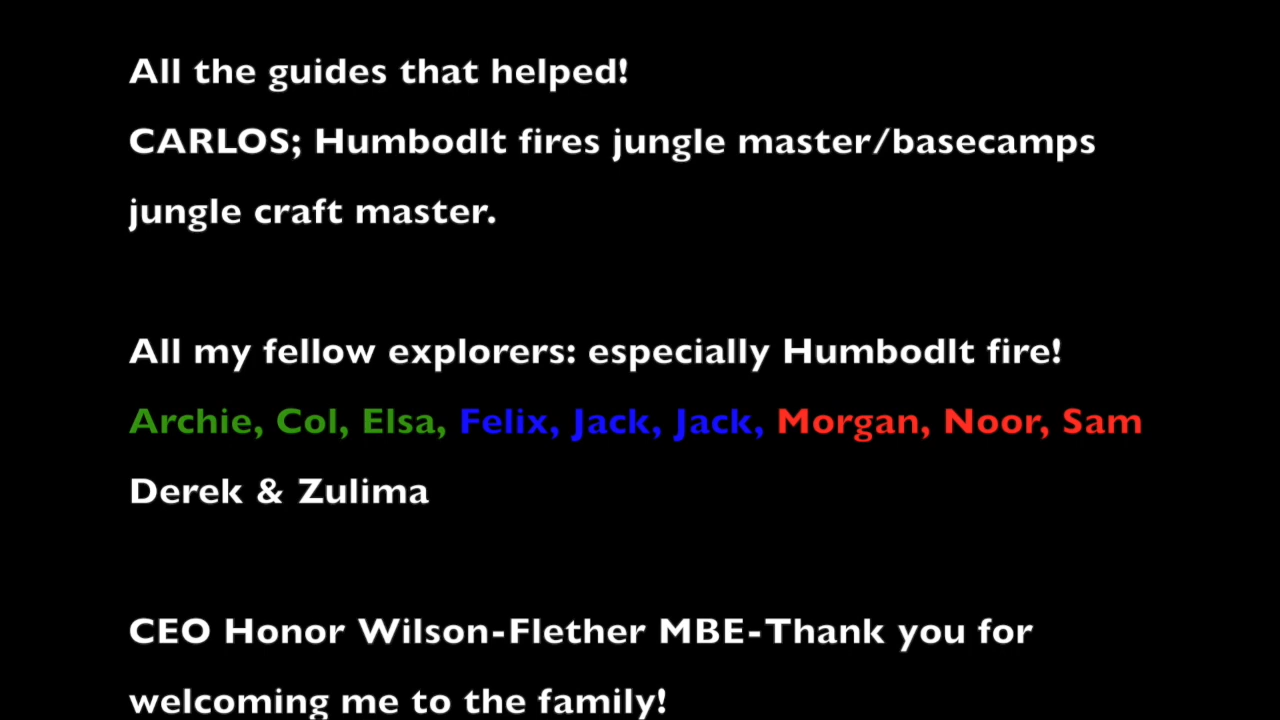 All the guides that helped!
CARLOS; Humbodlt fires jungle master/basecamps
jungle craft master.
All my fellow explorers: especially Humbodlt fire!
Archie, Col, Elsa, Felix, Jack, Jack, Morgan, Noor, Sam
Derek & Zulima
CEO Honor Wilson-Flether MBE-Thank you for
welcoming me to the family!